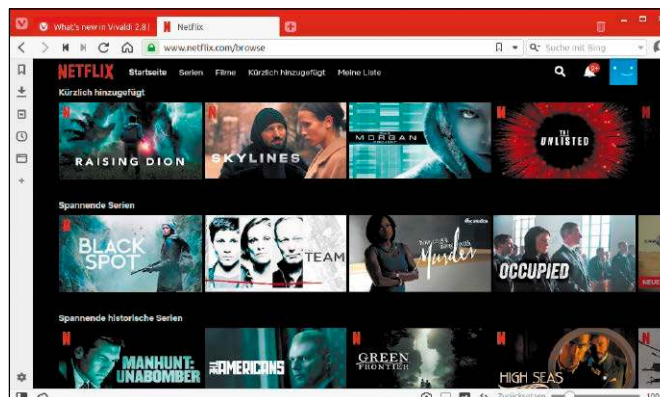 What's new in Vivaldi 2.8 | Netflix
www.netflix.com/browse Suche mit Bing
NETFLIX Startseite Serien Filme Kürzlich hinzugefügt Meine Liste
Kürzlich hinzugefügt
RAISING DION
SKYLINES
MORGAN
THE UNLISTED
Spannende Serien
BLACK SPOT
TEAM
Murder
OCCUPIED
NEUE
Spannende historische Serien
MANHUNT: UNABOMBER
THE AMERICANS
GREEN FRONTIER
HIGH SEAS
Zurücksetzen